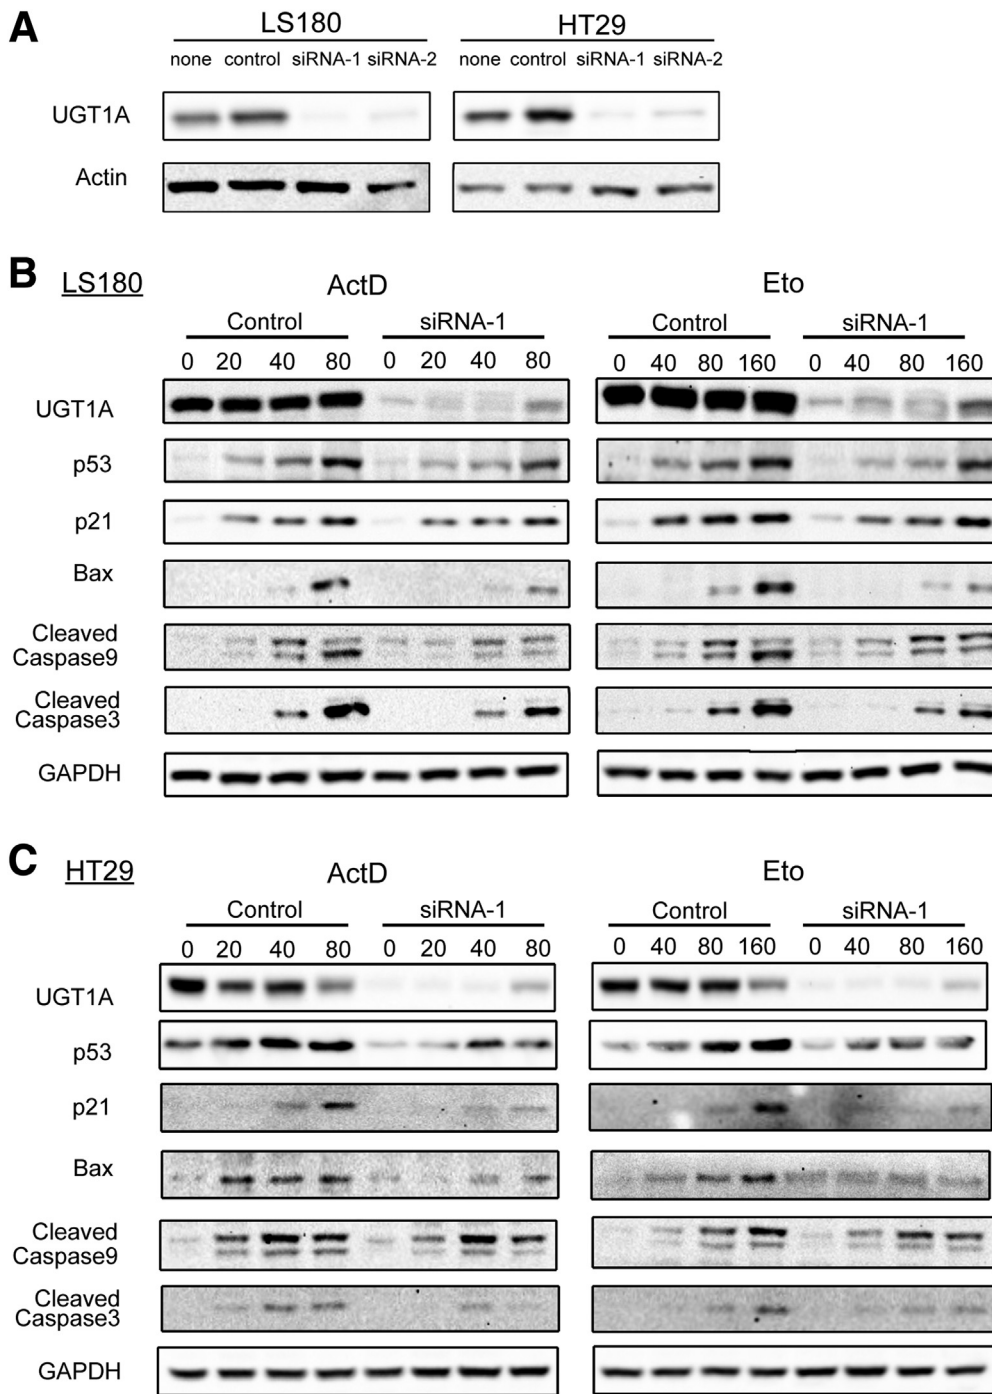 A
LS180 HT29
none control siRNA-1 siRNA-2 none control siRNA-1 siRNA-2
UGT1A
Actin
B
LS180 ActD Eto
Control siRNA-1 Control siRNA-1
0 20 40 80 0 20 40 80 0 40 80 160 0 40 80 160
UGT1A
p53
p21
Bax
Cleaved
Caspase9
Cleaved
Caspase3
GAPDH
C
HT29 ActD Eto
Control siRNA-1 Control siRNA-1
0 20 40 80 0 20 40 80 0 40 80 160 0 40 80 160
UGT1A
p53
p21
Bax
Cleaved
Caspase9
Cleaved
Caspase3
GAPDH